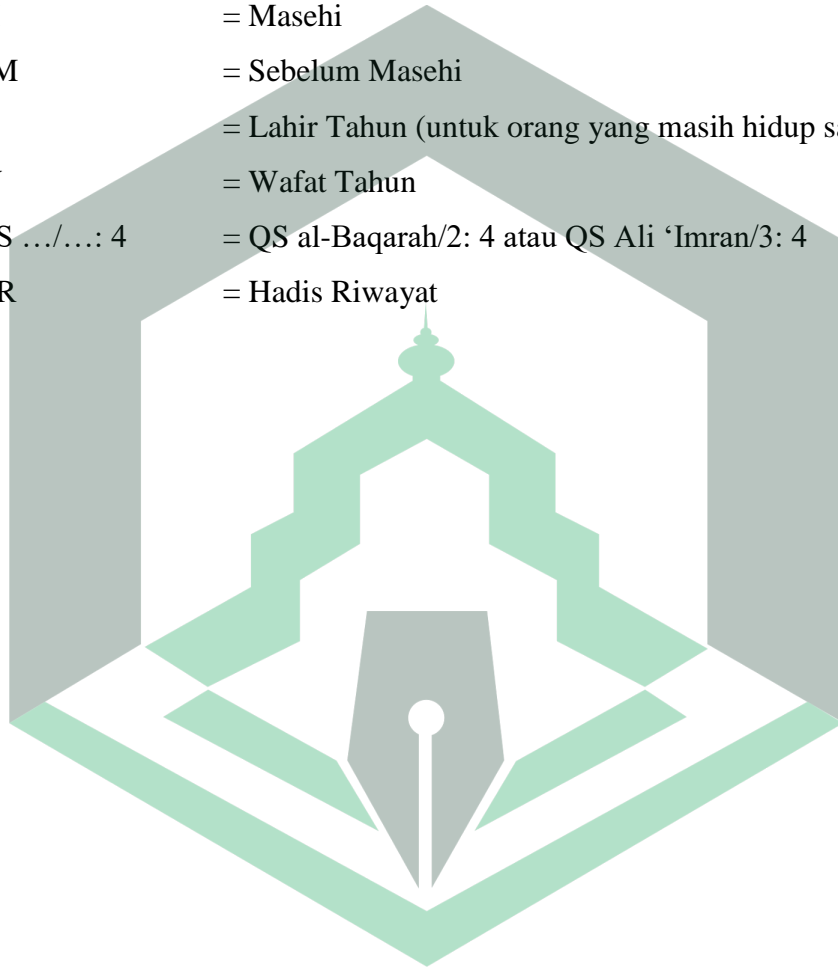 = Masehi
M = Sebelum Masehi
= Lahir Tahun (untuk orang yang masih hidup
= Wafat Tahun
S …/…: 4 = QS al-Baqarah/2: 4 atau QS Ali ‘Imran/3: 4
R = Hadis Riwayat